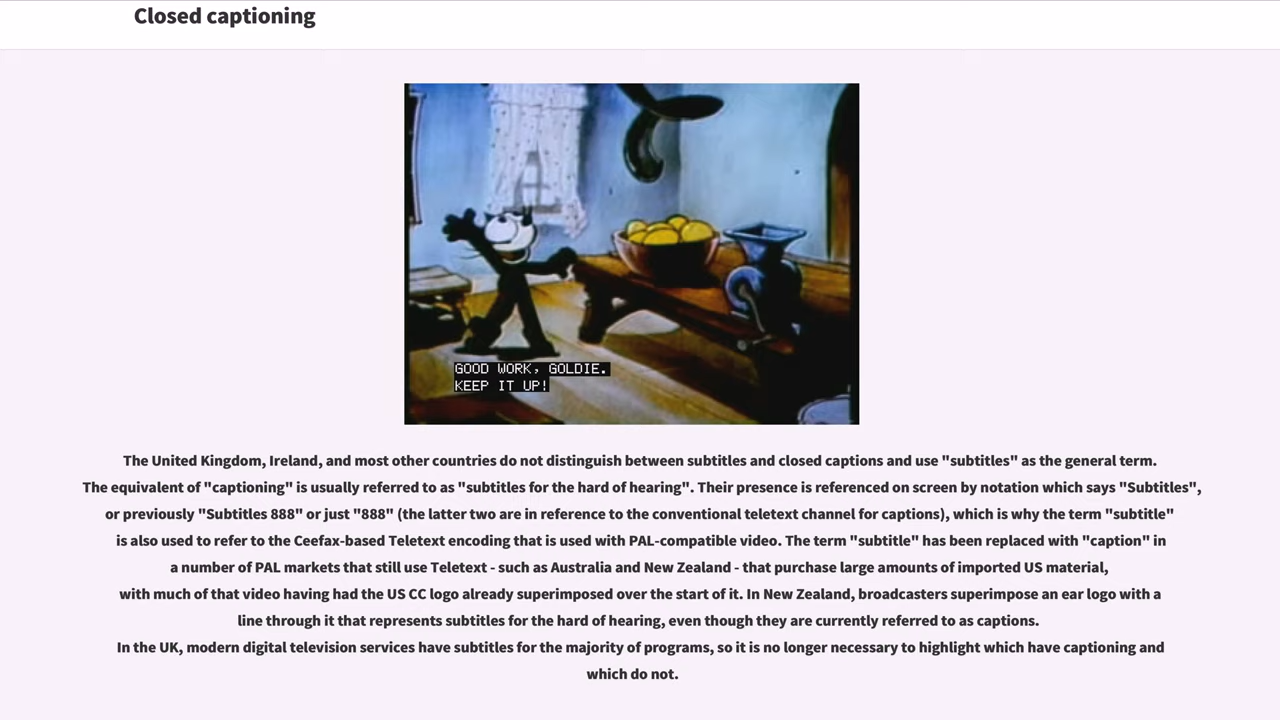 Closed captioning
GOOD WORK, GOLDIE.
KEEP IT UP!
The United Kingdom, Ireland, and most other countries do not distinguish between subtitles and closed captions and use "subtitles" as the general term.
The equivalent of "captioning" is usually referred to as "subtitles for the hard of hearing". Their presence is referenced on screen by notation which says "Subtitles",
or previously "Subtitles 888" or just "888" (the latter two are in reference to the conventional teletext channel for captions), which is why the term "subtitle"
is also used to refer to the Ceefax-based Teletext encoding that is used with PAL-compatible video. The term "subtitle" has been replaced with "caption" in
a number of PAL markets that still use Teletext - such as Australia and New Zealand - that purchase large amounts of imported US material,
with much of that video having had the US CC logo already superimposed over the start of it. In New Zealand, broadcasters superimpose an ear logo with a
line through it that represents subtitles for the hard of hearing, even though they are currently referred to as captions.
In the UK, modern digital television services have subtitles for the majority of programs, so it is no longer necessary to highlight which have captioning and
which do not.